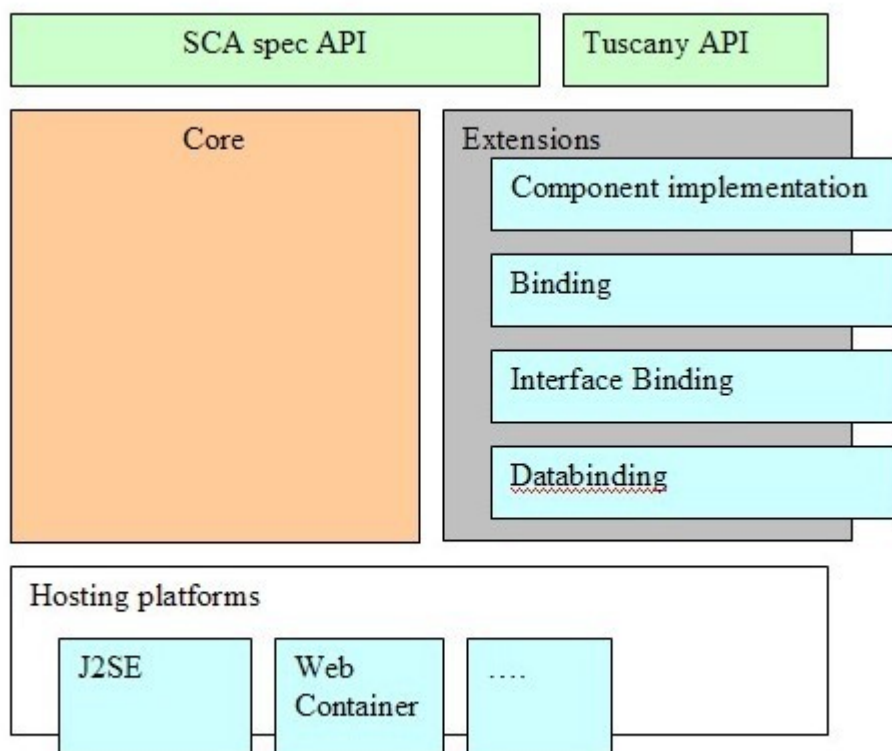 SCA spec API
Tuscany API
Core
Extensions
Component implementation
Binding
Interface Binding
Databinding
Hosting platforms
J2SE
Web
Container
….